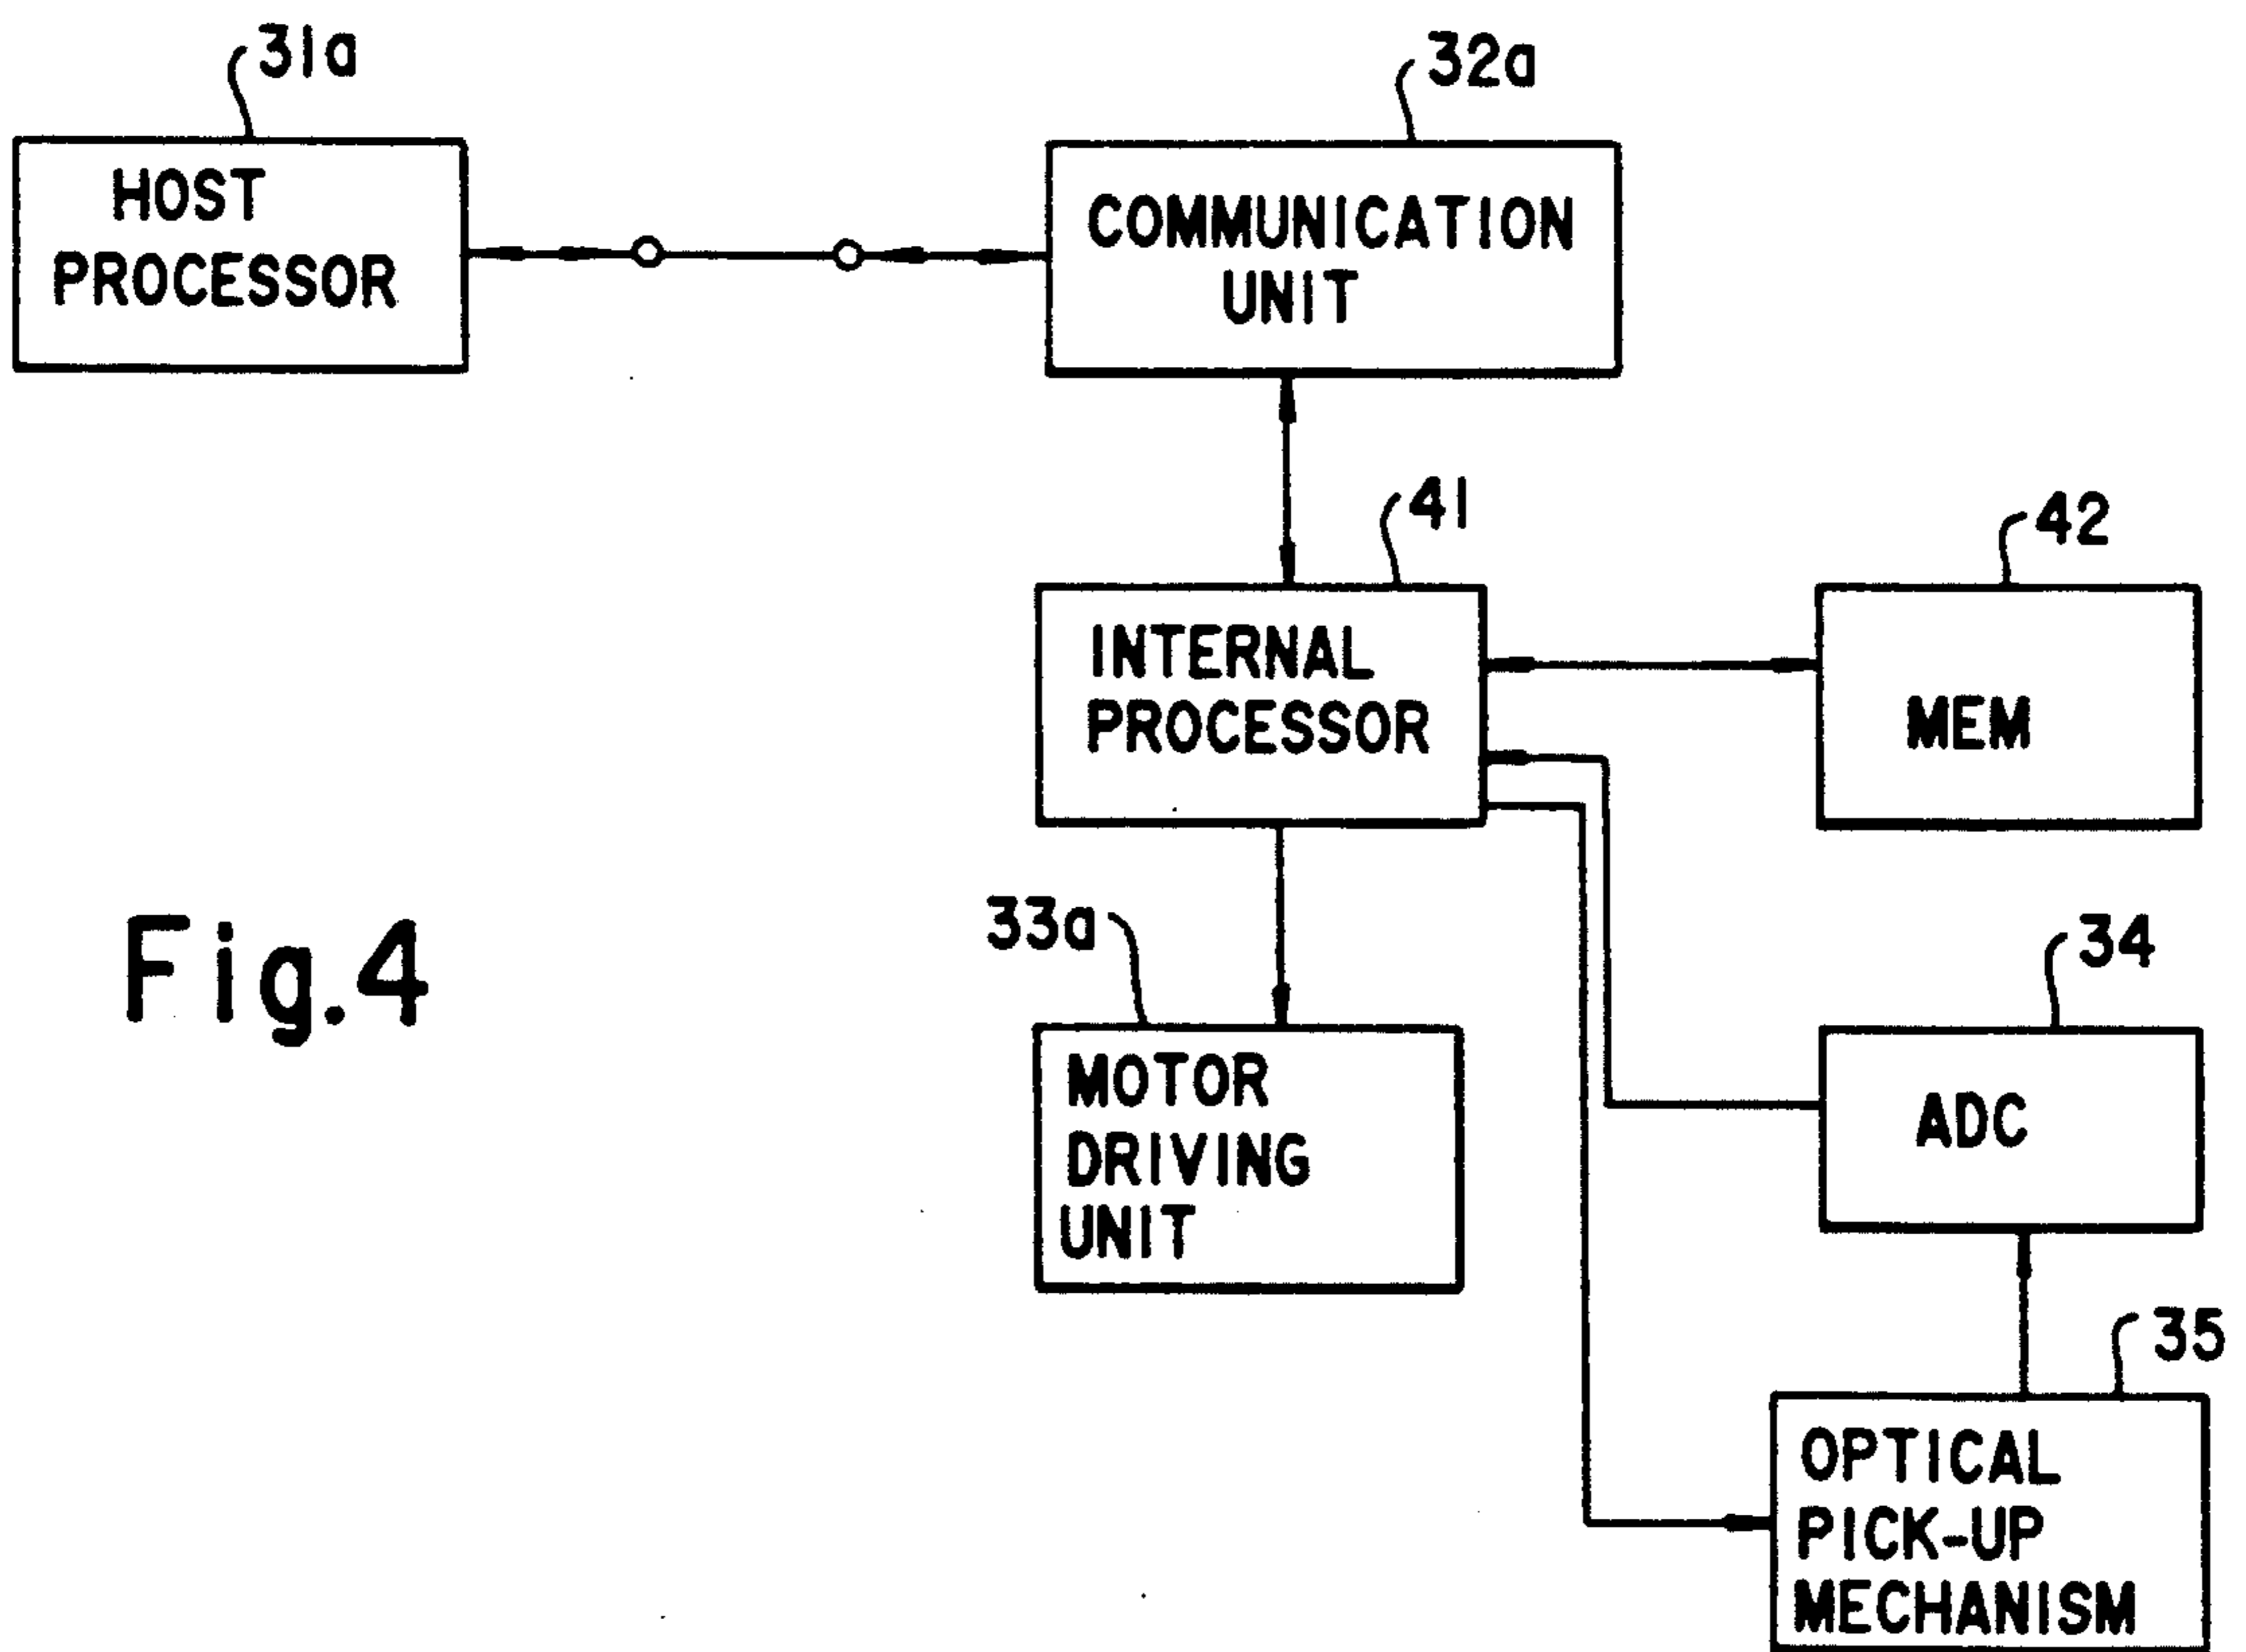 31a
32a
HOST
PROCESSOR
COMMUNICATION
UNIT
41
42
INTERNAL
PROCESSOR
MEM
33a
34
Fig.4
MOTOR
DRIVING
UNIT
ADC
35
OPTICAL
PICK-UP
MECHANISM